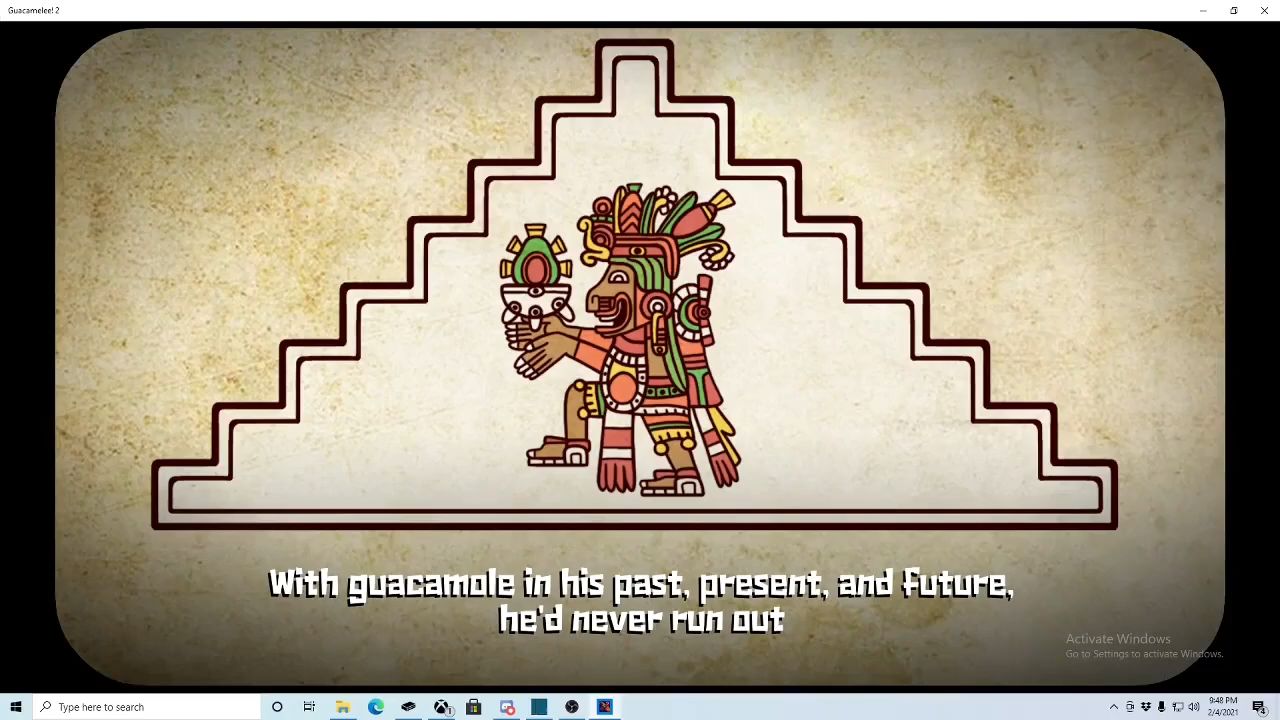 Guacamelee! 2
With guacamole in his past, present, and future,
he'd never run out
Activate Windows
Go to Settings to activate Windows.
Type here to search
9:48 PM
2/4/2021